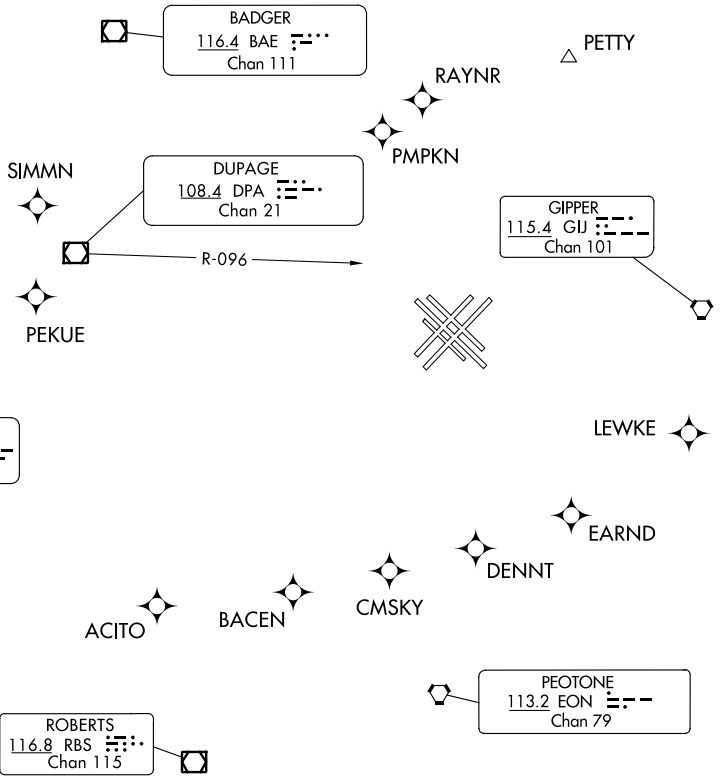 BADGER
116.4 BAE
Chan 111
PETTY
RAYNR
PMPKN
SIMMN
DUPAGE
108.4 DPA
Chan 21
GIPPER
115.4 GIJ
Chan 101
R-096
PEKUE
LEWKE
EARND
DENNT
CMSKY
BACEN
ACITO
PEOTONE
113.2 EON
Chan 79
ROBERTS
116.8 RBS
Chan 115